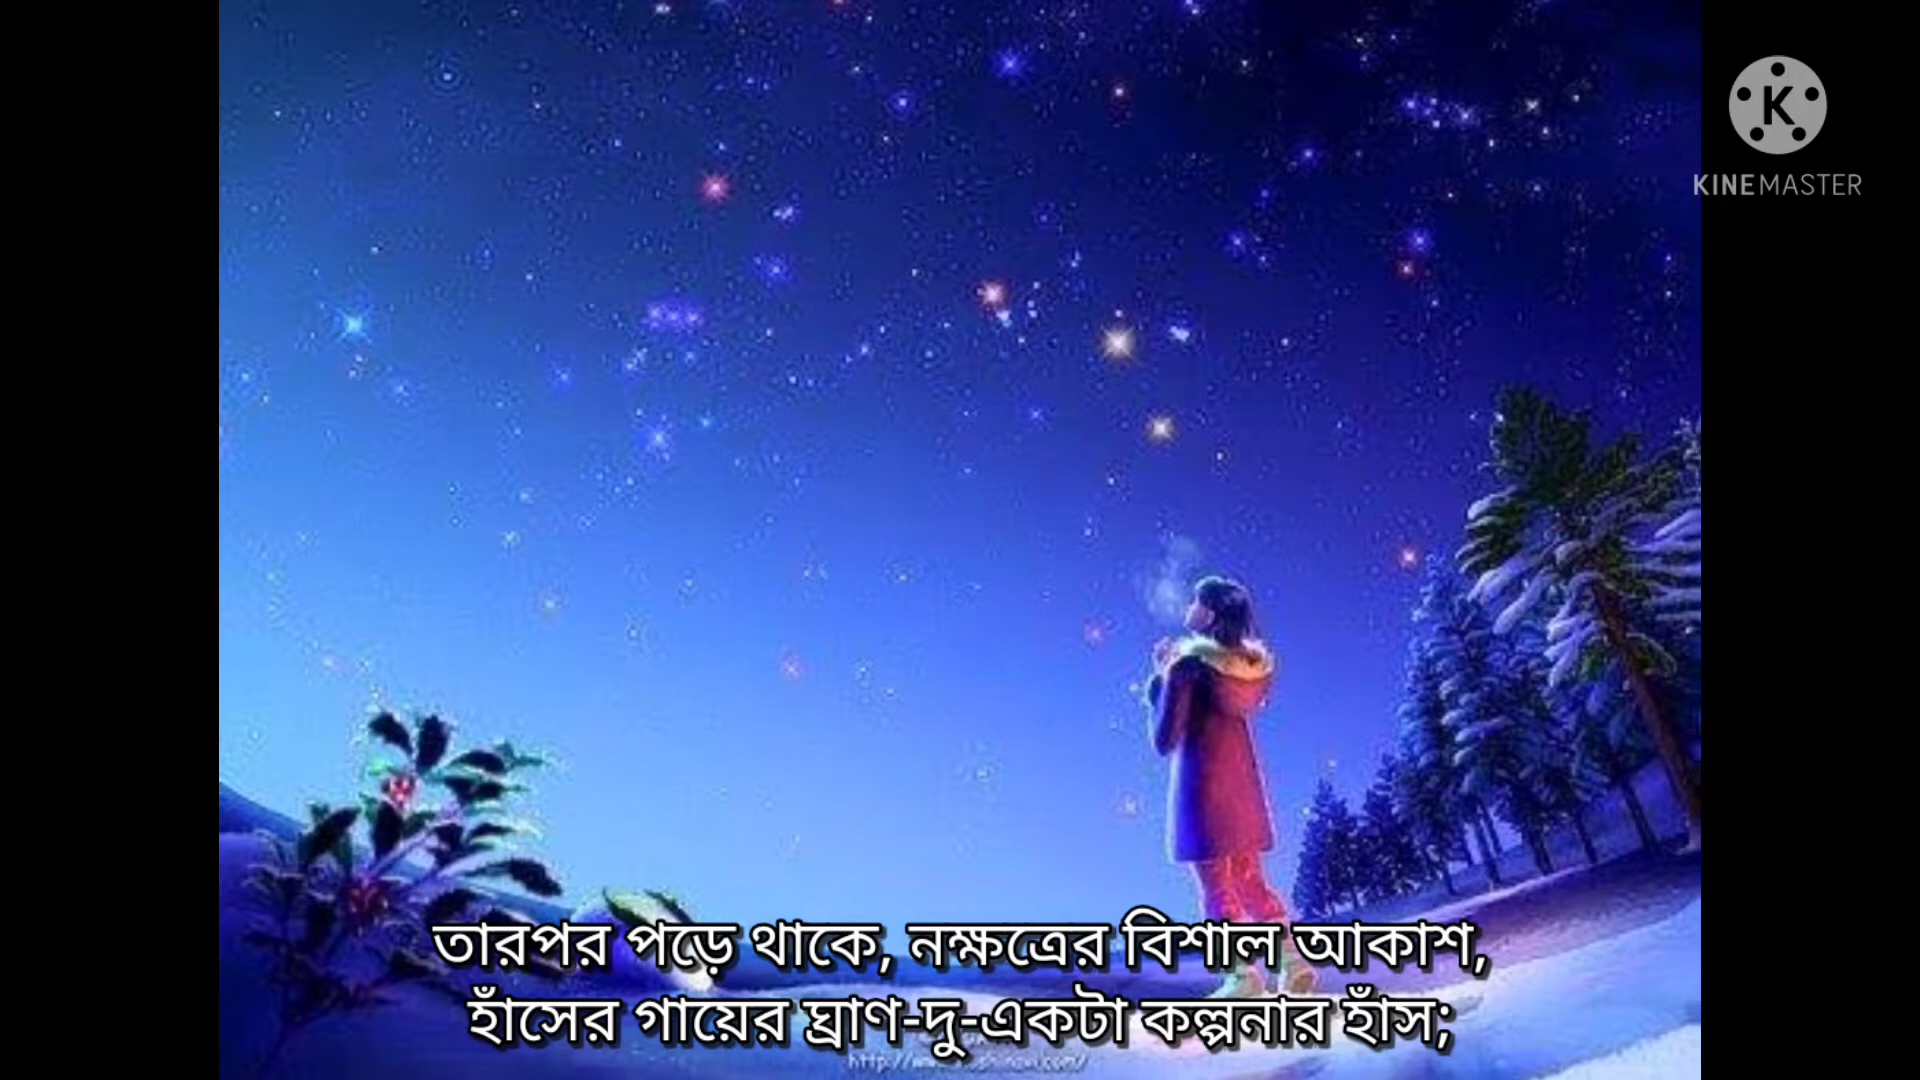 KINEMASTER
তারপর পড়ে থাকে, নক্ষত্রের বিশাল আকাশ,
হাঁসের গায়ের ঘ্রাণ-দু-একটা কল্পনার হাঁস;